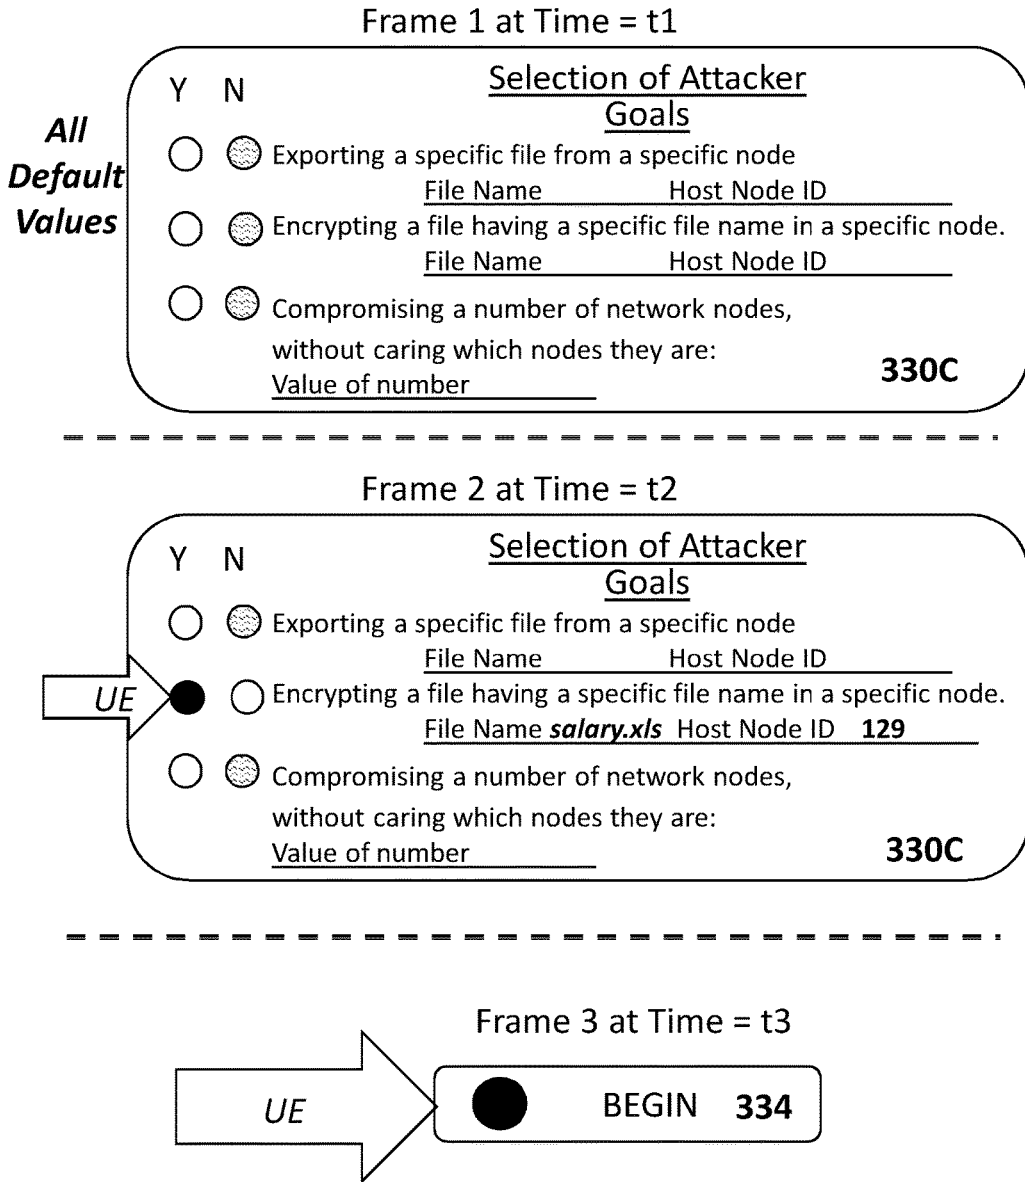 Frame 1 at Time = t1
All
Default
Values
Y N
Selection of Attacker
Goals
Exporting a specific file from a specific node
File Name Host Node ID
Encrypting a file having a specific file name in a specific node.
File Name Host Node ID
Compromising a number of network nodes,
without caring which nodes they are:
Value of number
330C
Frame 2 at Time = t2
Y N
Selection of Attacker
Goals
Exporting a specific file from a specific node
File Name Host Node ID
UE
Encrypting a file having a specific file name in a specific node.
File Name salary.xls Host Node ID 129
Compromising a number of network nodes,
without caring which nodes they are:
Value of number
330C
Frame 3 at Time = t3
UE
BEGIN 334